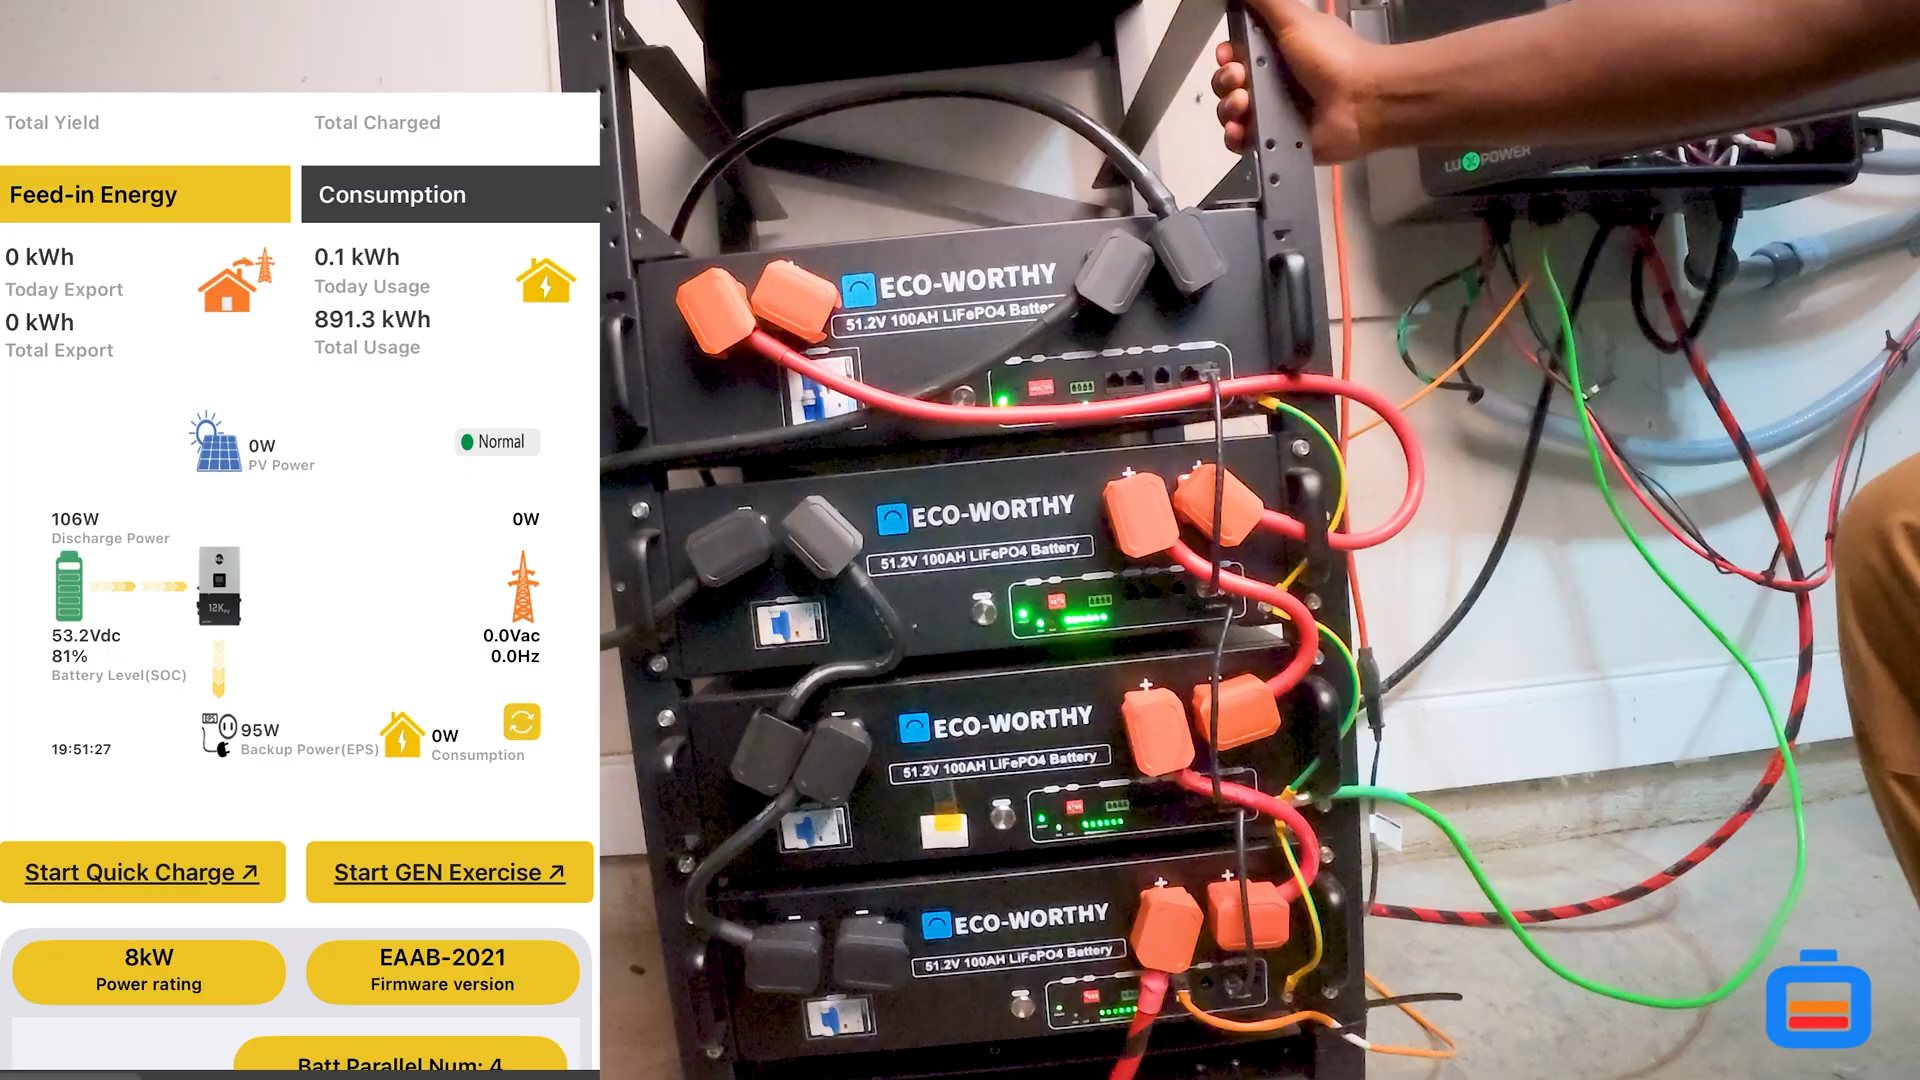 Total Yield
Total Charged
Feed-in Energy
Consumption
0 kWh
Today Export
0 kWh
Total Export
0.1 kWh
Today Usage
891.3 kWh
Total Usage
0W
PV Power
Normal
106W
Discharge Power
0W
12K
53.2Vdc
81%
Battery Level(SOC)
0.0Vac
0.0Hz
EPS
95W
Backup Power(EPS)
0W
Consumption
19:51:27
Start Quick Charge ↗
Start GEN Exercise ↗
8kW
Power rating
EAAB-2021
Firmware version
Batt Parallel Num: 4
LUXPOWER
ECO-WORTHY
51.2V 100AH LiFePO4 Batte
ECO-WORTHY
51.2V 100AH LiFePO4 Battery
ECO-WORTHY
51.2V 100AH LiFePO4 Battery
ECO-WORTHY
51.2V 100AH LiFePO4 Battery